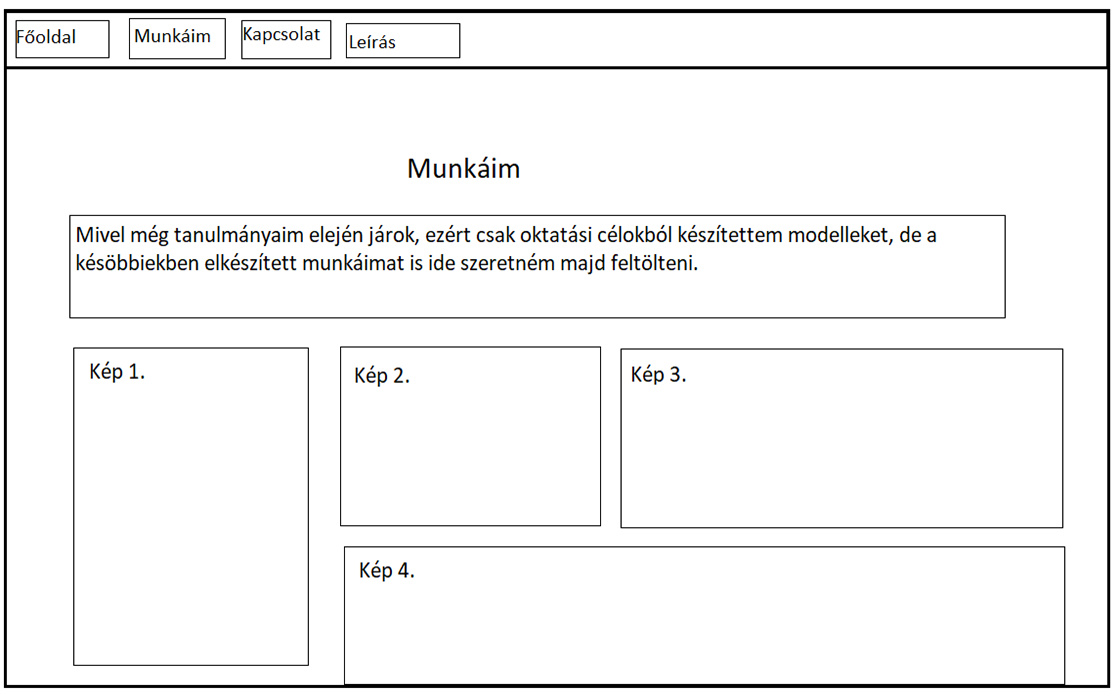 Főoldal
Munkáim
Kapcsolat
Leírás
Munkáim
Mivel még tanulmányaim elején járok, ezért csak oktatási célokból készítettem modelleket, de a
késöbbiekben elkészített munkáimat is ide szeretném majd feltölteni.
Kép 1.
Kép 2.
Kép 3.
Kép 4.